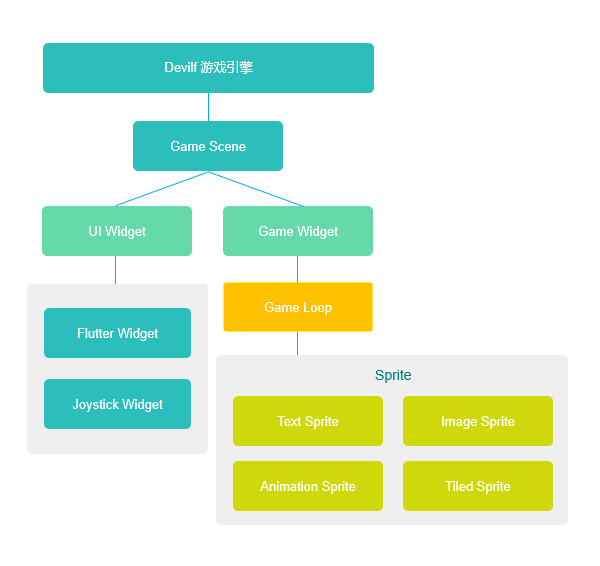 Devilf 游戏引擎
Game Scene
UI Widget
Game Widget
Flutter Widget
Joystick Widget
Game Loop
Sprite
Text Sprite
Image Sprite
Animation Sprite
Tiled Sprite